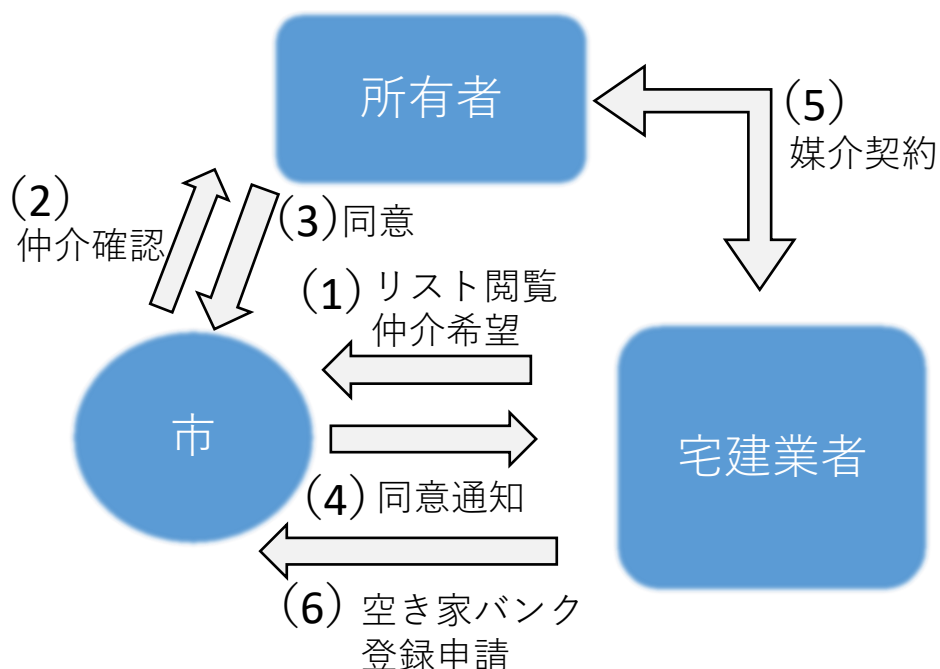 所有者
(5)
媒介契約
(2)
仲介確認
(3)同意
(1) リスト閲覧
仲介希望
市
宅建業者
(4) 同意通知
(6) 空き家バンク
登録申請